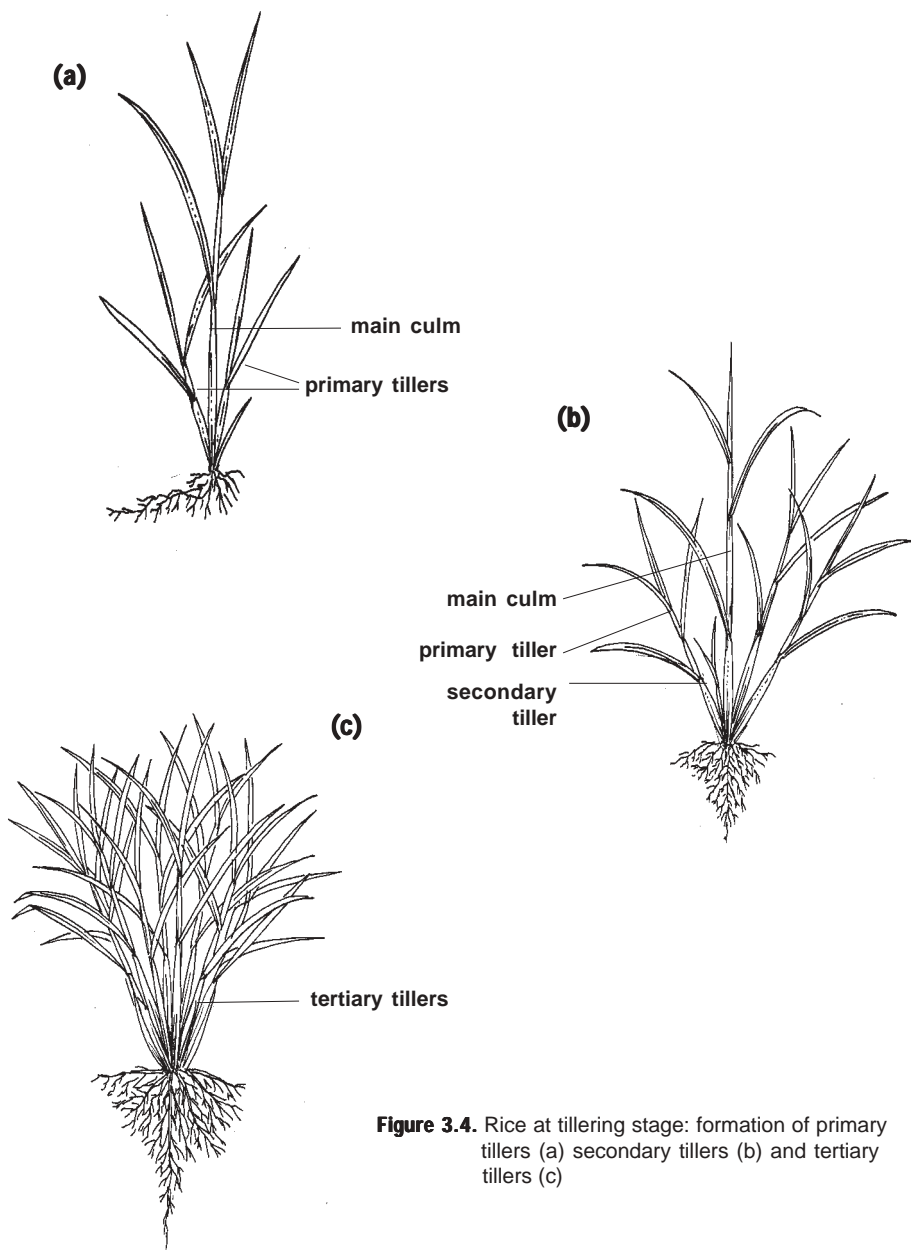 (a)
main culm
primary tillers
(b)
main culm
primary tiller
secondary
tiller
(c)
tertiary tillers
Figure 3.4. Rice at tillering stage: formation of primary
tillers (a) secondary tillers (b) and tertiary
tillers (c)